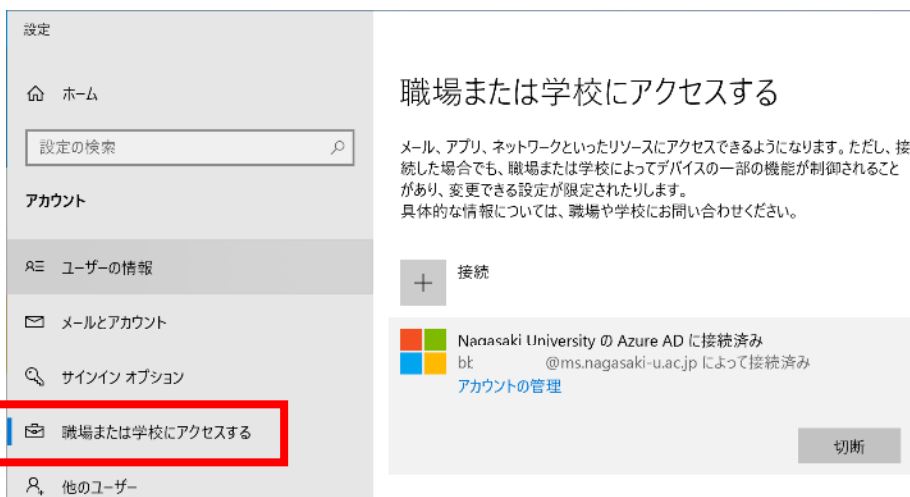 設定
ホーム
設定の検索
アカウント
ユーザーの情報
メールとアカウント
サインイン オプション
職場または学校にアクセスする
他のユーザー
職場または学校にアクセスする
メール、アプリ、ネットワークといったリソースにアクセスできるようになります。ただし、接
続した場合でも、職場または学校によってデバイスの一部の機能が制御されること
があり、変更できる設定が限定されたりします。
具体的な情報については、職場や学校にお問い合わせください。
接続
Nagasaki University の Azure AD に接続済み
@ms.nagasaki-u.ac.jp によって接続済み
アカウントの管理
切断